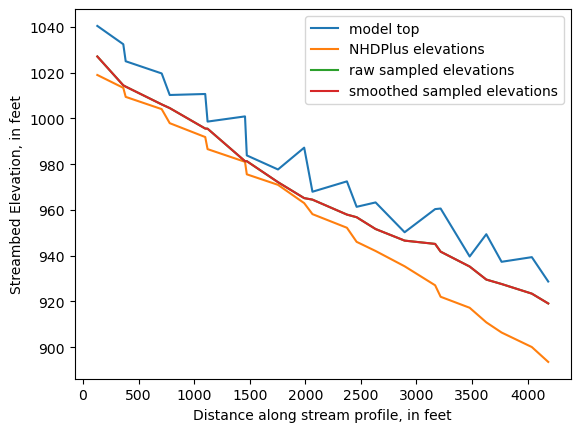 model top
NHDPlus elevations
raw sampled elevations
smoothed sampled elevations
Streambed Elevation, in feet
1040
1020
1000
980
960
940
920
900
0 500 1000 1500 2000 2500 3000 3500 4000
Distance along stream profile, in feet